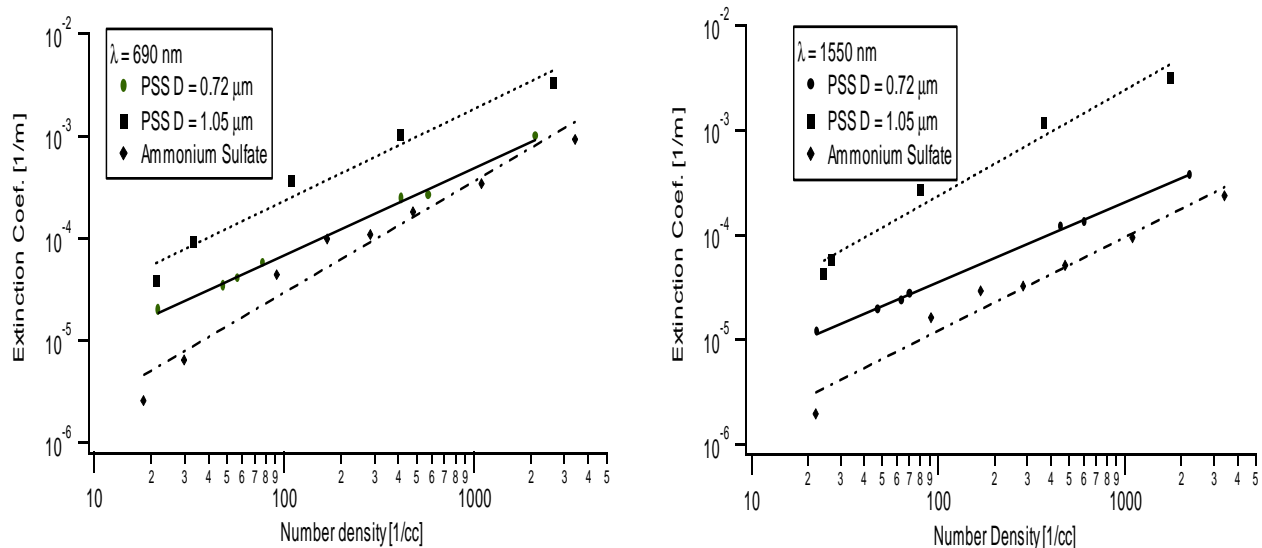 10⁻²
10⁻³
10⁻⁴
10⁻⁵
10⁻⁶
Extinction Coef. [1/m]
λ = 690 nm
PSS D = 0.72 μm
PSS D = 1.05 μm
Ammonium Sulfate
2 3 4 5 6 7 8 9 2 3 4 5 6 7 8 9 2 3 4 5
10 100 1000
Number density [1/cc]
10⁻²
10⁻³
10⁻⁴
10⁻⁵
10⁻⁶
Extinction Coef. [1/m]
λ = 1550 nm
PSS D = 0.72 μm
PSS D = 1.05 μm
Ammonium Sulfate
2 3 4 5 6 7 8 9 2 3 4 5 6 7 8 9 2 3 4 5
10 100 1000
Number Density [1/cc]